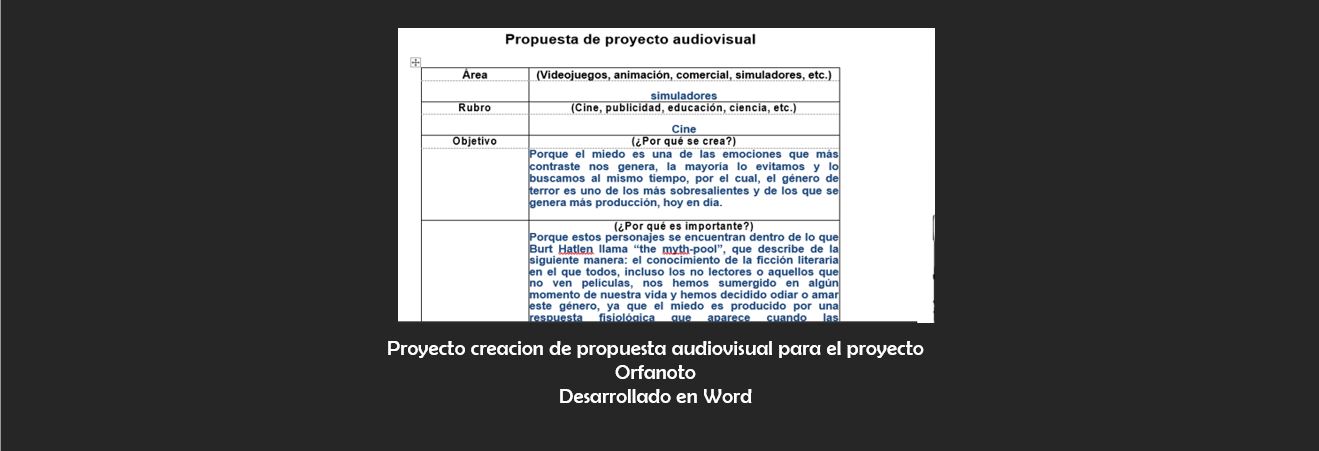 Propuesta de proyecto audiovisual
Área
(Videojuegos, animación, comercial, simuladores, etc.)
simuladores
Rubro
(Cine, publicidad, educación, ciencia, etc.)
Cine
Objetivo
(¿Por qué se crea?)
Porque el miedo es una de las emociones que más
contraste nos genera, la mayoría lo evitamos y lo
buscamos al mismo tiempo, por el cual, el género de
terror es uno de los más sobresalientes y de los que se
genera más producción, hoy en día.
(¿Por qué es importante?)
Porque estos personajes se encuentran dentro de lo que
Burt Hatlen llama “the myth-pool”, que describe de la
siguiente manera: el conocimiento de la ficción literaria
en el que todos, incluso los no lectores o aquellos que
no ven películas, nos hemos sumergido en algún
momento de nuestra vida y hemos decidido odiar o amar
este género, ya que el miedo es producido por una
respuesta fisiológica que aparece cuando las
Proyecto creacion de propuesta audiovisual para el proyecto
Orfanoto
Desarrollado en Word